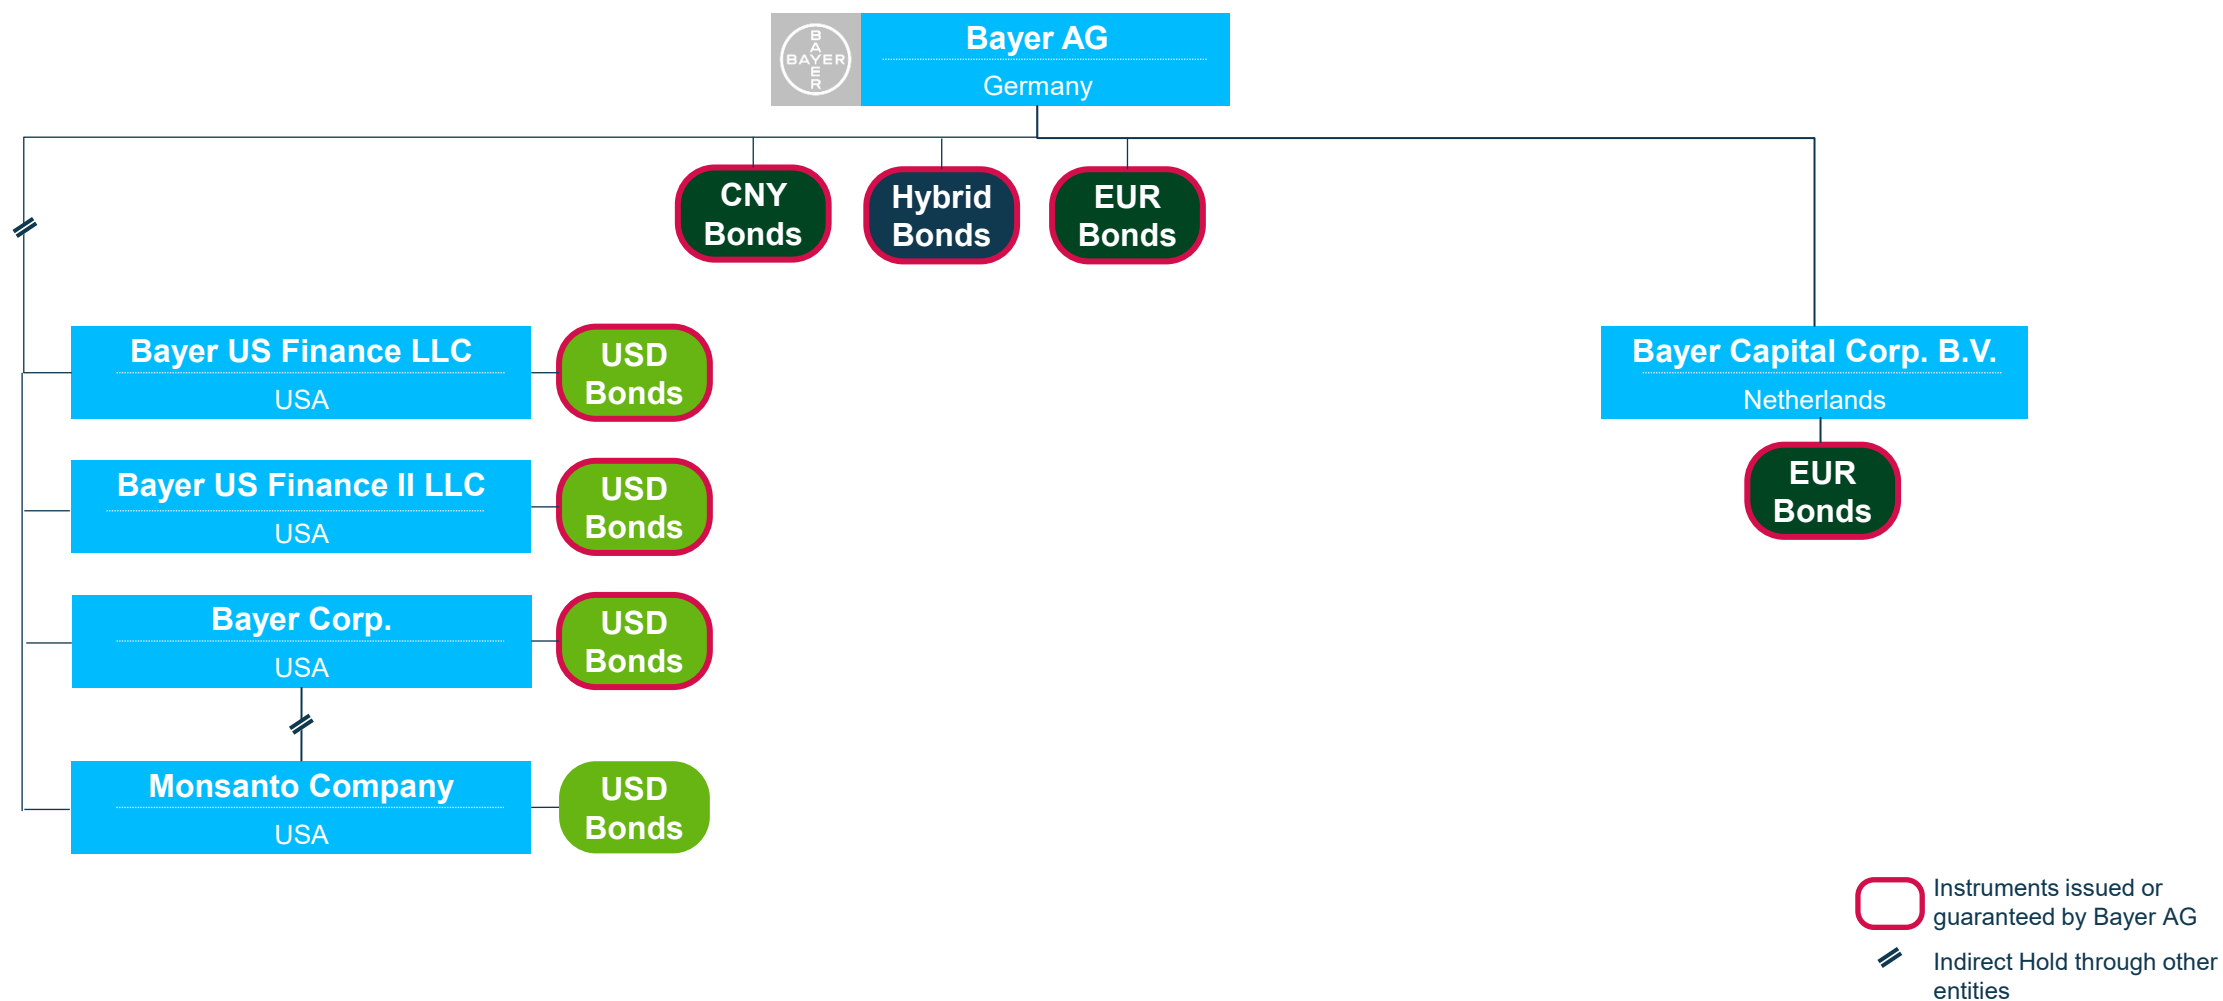 BAYER
BAYER
Bayer AG
Germany
CNY
Bonds
Hybrid
Bonds
EUR
Bonds
Bayer US Finance LLC
USA
USD
Bonds
Bayer Capital Corp. B.V.
Netherlands
EUR
Bonds
Bayer US Finance II LLC
USA
USD
Bonds
Bayer Corp.
USA
USD
Bonds
Monsanto Company
USA
USD
Bonds
Instruments issued or
guaranteed by Bayer AG
Indirect Hold through other
entities